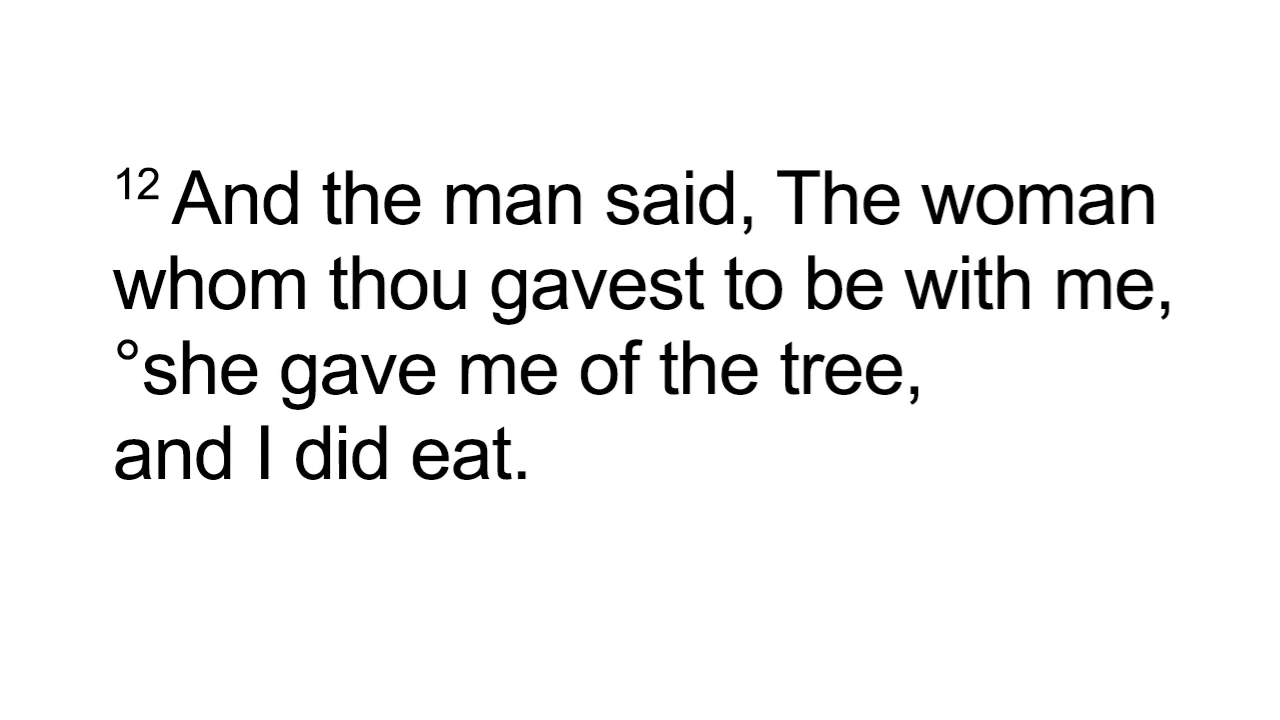 12 And the man said, The woman
whom thou gavest to be with me,
°she gave me of the tree,
and I did eat.